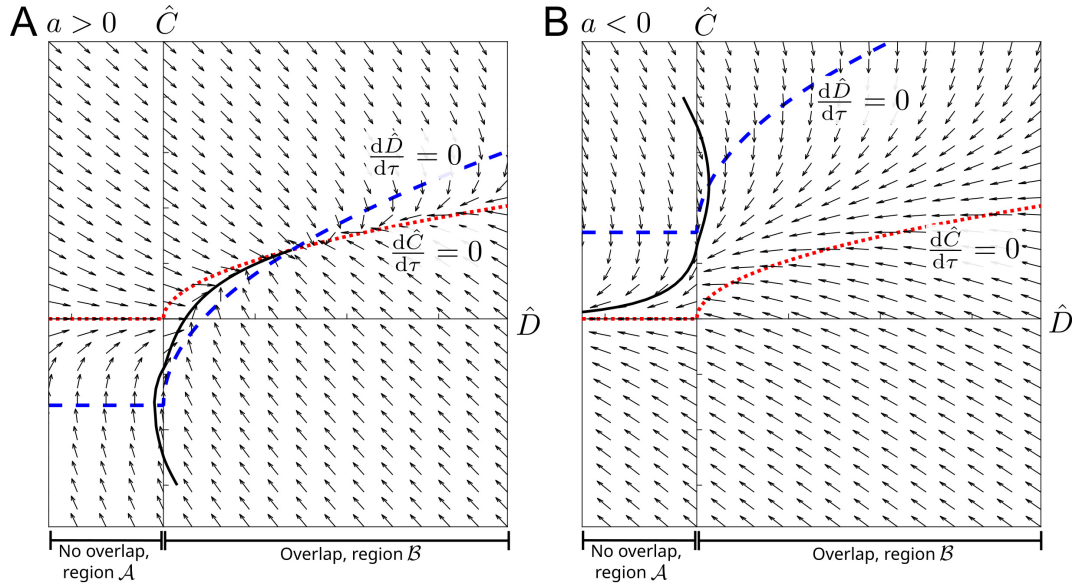 A a > 0 Ĉ
dD̂/dτ = 0
dĈ/dτ = 0
D̂
No overlap,
region 𝒜
Overlap, region ℬ
B a < 0 Ĉ
dD̂/dτ = 0
dĈ/dτ = 0
D̂
No overlap,
region 𝒜
Overlap, region ℬ